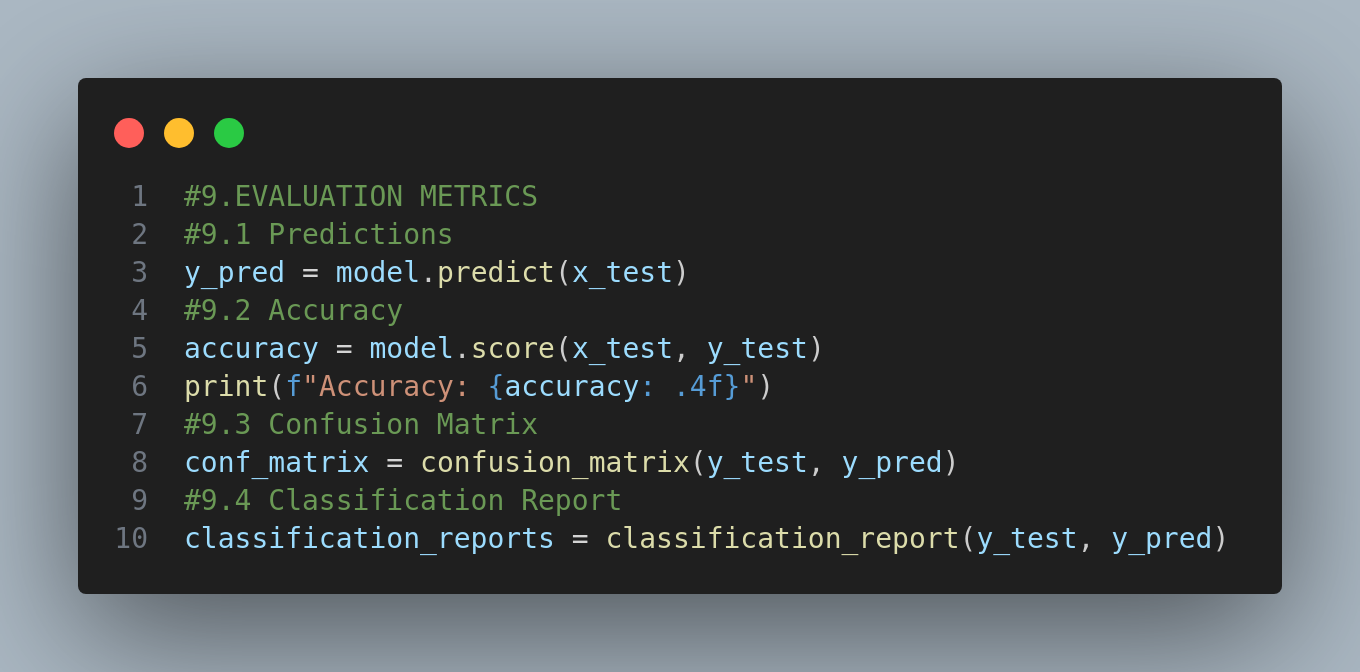 1 #9.EVALUATION METRICS
2 #9.1 Predictions
3 y_pred = model.predict(x_test)
4 #9.2 Accuracy
5 accuracy = model.score(x_test, y_test)
6 print(f"Accuracy: {accuracy: .4f}")
7 #9.3 Confusion Matrix
8 conf_matrix = confusion_matrix(y_test, y_pred)
9 #9.4 Classification Report
10 classification_reports = classification_report(y_test, y_pred)